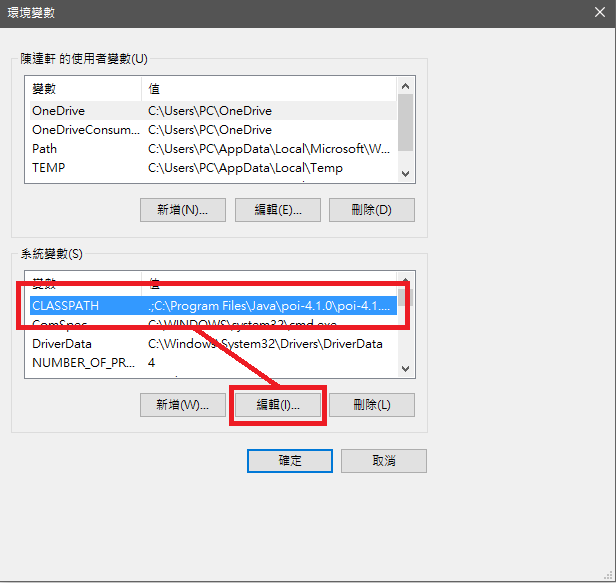 環境變數
陳達軒 的使用者變數(U)
變數 值
OneDrive C:\Users\PC\OneDrive
OneDriveConsum... C:\Users\PC\OneDrive
Path C:\Users\PC\AppData\Local\Microsoft\W...
TEMP C:\Users\PC\AppData\Local\Temp
新增(N)... 編輯(E)... 刪除(D)
系統變數(S)
變數 值
CLASSPATH .;C:\Program Files\Java\poi-4.1.0\poi-4.1....
ComSpec C:\WINDOWS\system32\cmd.exe
DriverData C:\Windows\System32\Drivers\DriverData
NUMBER_OF_PR... 4
新增(W)... 編輯(I)... 刪除(L)
確定 取消